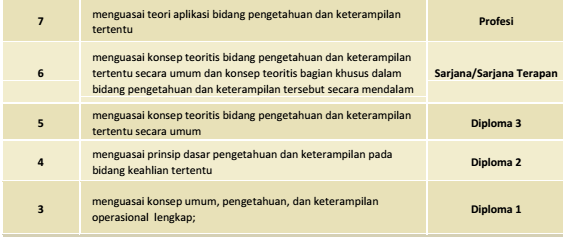 7
menguasai teori aplikasi bidang pengetahuan dan keterampilan
tertentu
Profesi
6
menguasai konsep teoritis bidang pengetahuan dan keterampilan
tertentu secara umum dan konsep teoritis bagian khusus dalam
bidang pengetahuan dan keterampilan tersebut secara mendalam
Sarjana/Sarjana Terapan
5
menguasai konsep teoritis bidang pengetahuan dan keterampilan
tertentu secara umum
Diploma 3
4
menguasai prinsip dasar pengetahuan dan keterampilan pada
bidang keahlian tertentu
Diploma 2
3
menguasai konsep umum, pengetahuan, dan keterampilan
operasional lengkap;
Diploma 1